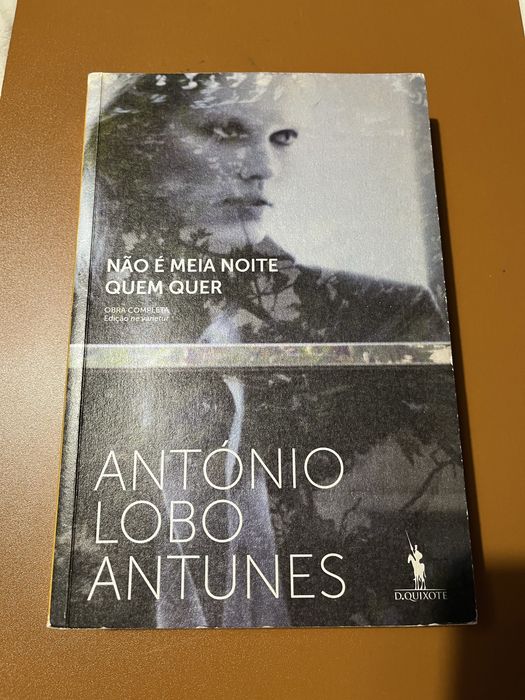 NÃO É MEIA NOITE
QUEM QUER
OBRA COMPLETA
Edição ne varietur
ANTÓNIO
LOBO
ANTUNES
D.QUIXOTE